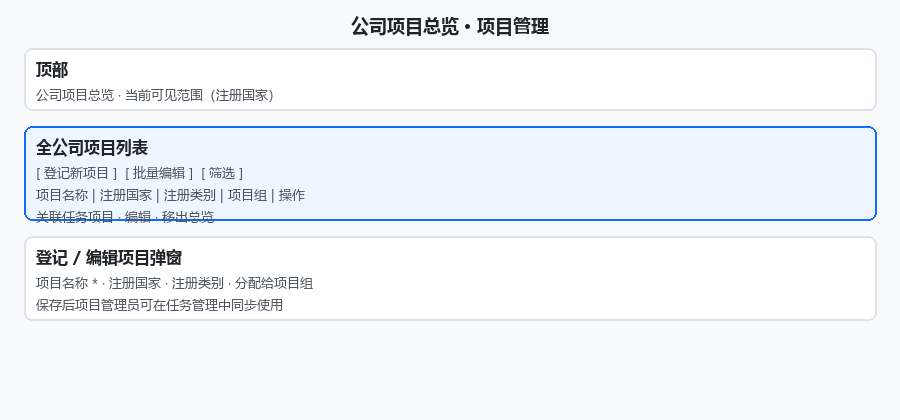 公司项目总览 · 项目管理
顶部
公司项目总览 · 当前可见范围（注册国家）
全公司项目列表
[ 登记新项目 ] [ 批量编辑 ] [ 筛选 ]
项目名称 | 注册国家 | 注册类别 | 项目组 | 操作
关联任务项目 · 编辑 · 移出总览
登记 / 编辑项目弹窗
项目名称 * · 注册国家 · 注册类别 · 分配给项目组
保存后项目管理员可在任务管理中同步使用